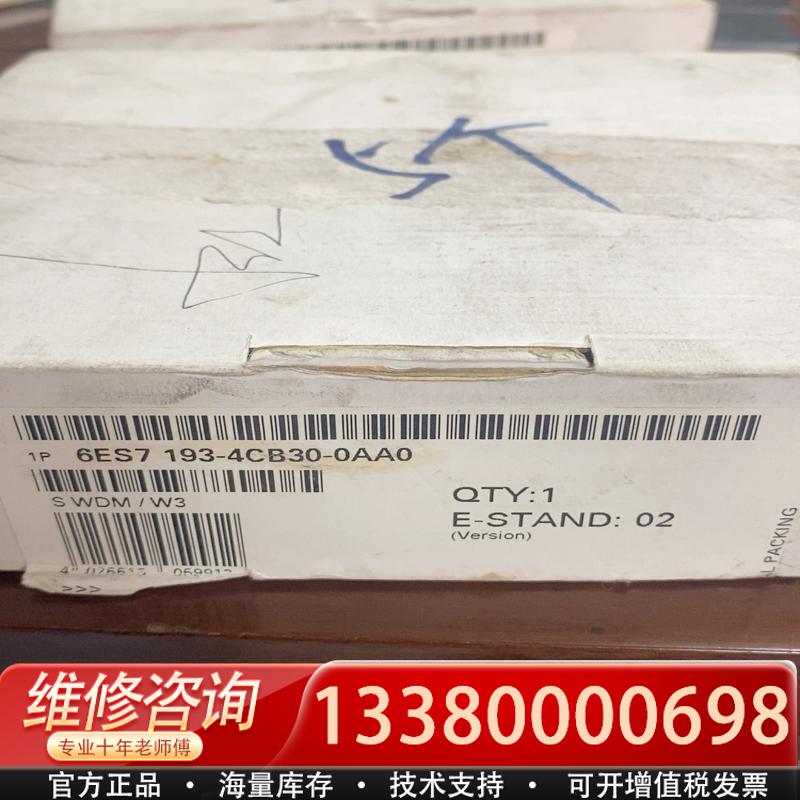 SK
1P 6ES7 193-4CB30-0AA0
S WDM / W3
QTY:1
E-STAND: 02
(Version)
L PACKING
>>>
维修咨询
专业十年老师傅
13380000698
官方正品 · 海量库存 · 技术支持 · 可开增值税发票